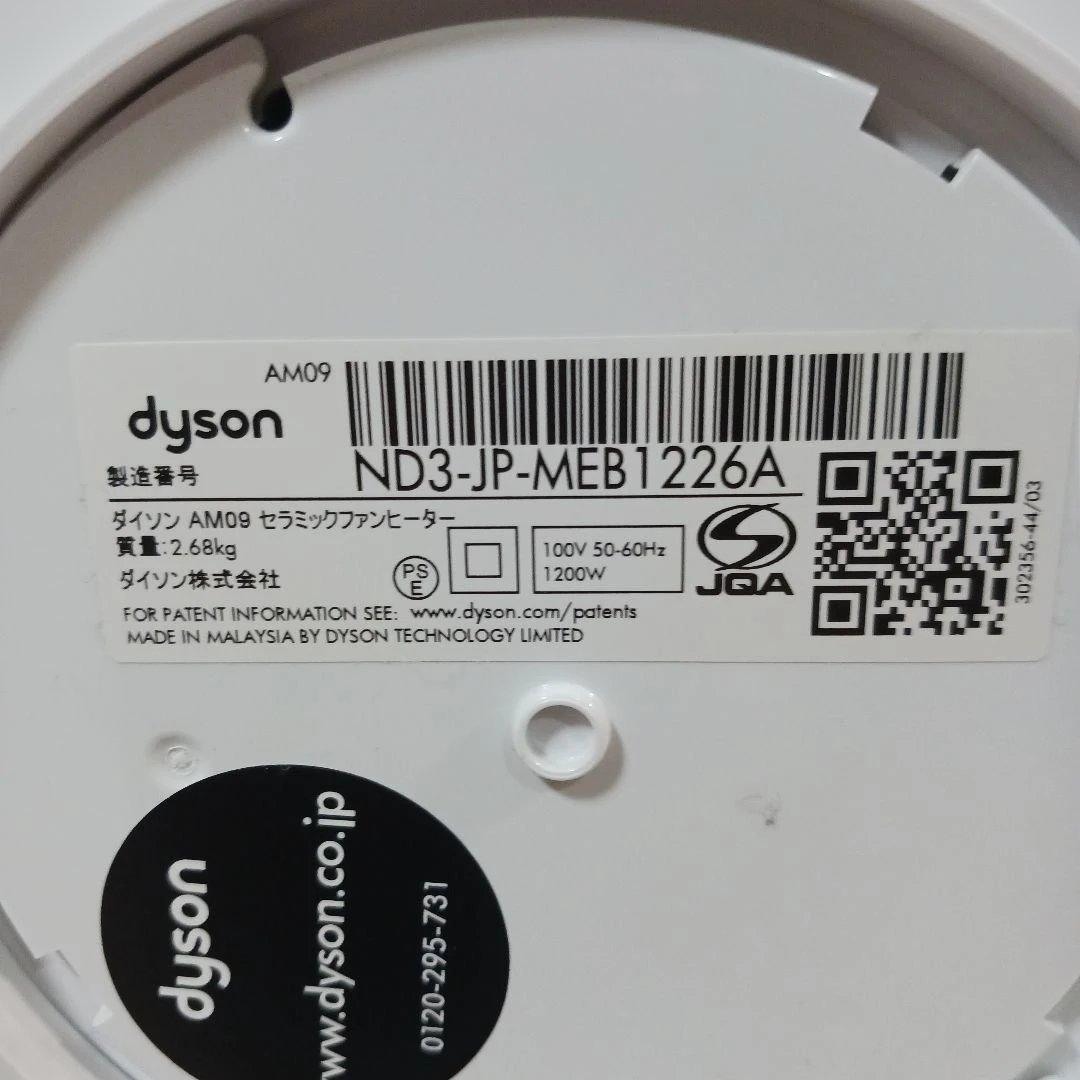 AM09
dyson
製造番号 ND3-JP-MEB1226A
ダイソン AM09 セラミックファンヒーター
質量:2.68kg
ダイソン株式会社
PS
E
100V 50-60Hz
1200W
JQA
302356-44/03
FOR PATENT INFORMATION SEE: www.dyson.com/patents
MADE IN MALAYSIA BY DYSON TECHNOLOGY LIMITED
dyson
ww.dyson.co.jp
0120-295-731